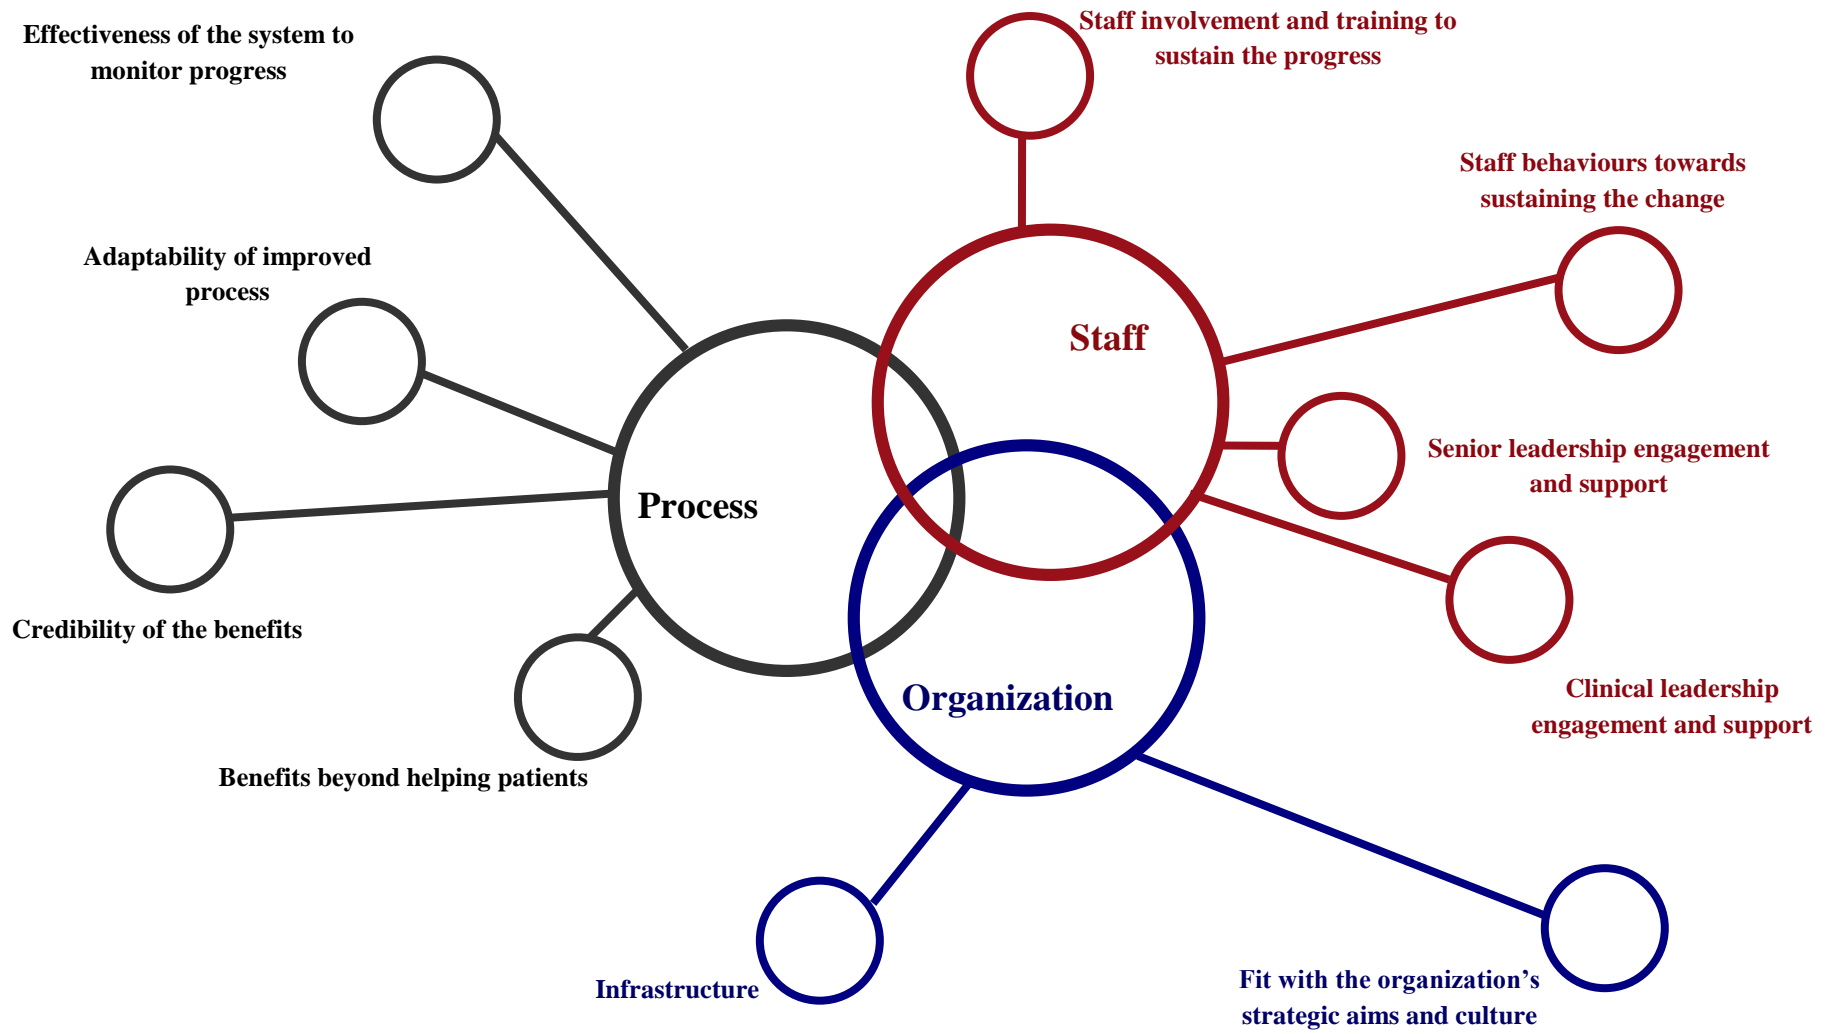 Effectiveness of the system to
monitor progress
Staff involvement and training to
sustain the progress
Staff behaviours towards
sustaining the change
Adaptability of improved
process
Staff
Senior leadership engagement
and support
Process
Credibility of the benefits
Clinical leadership
engagement and support
Organization
Benefits beyond helping patients
Infrastructure
Fit with the organization’s
strategic aims and culture